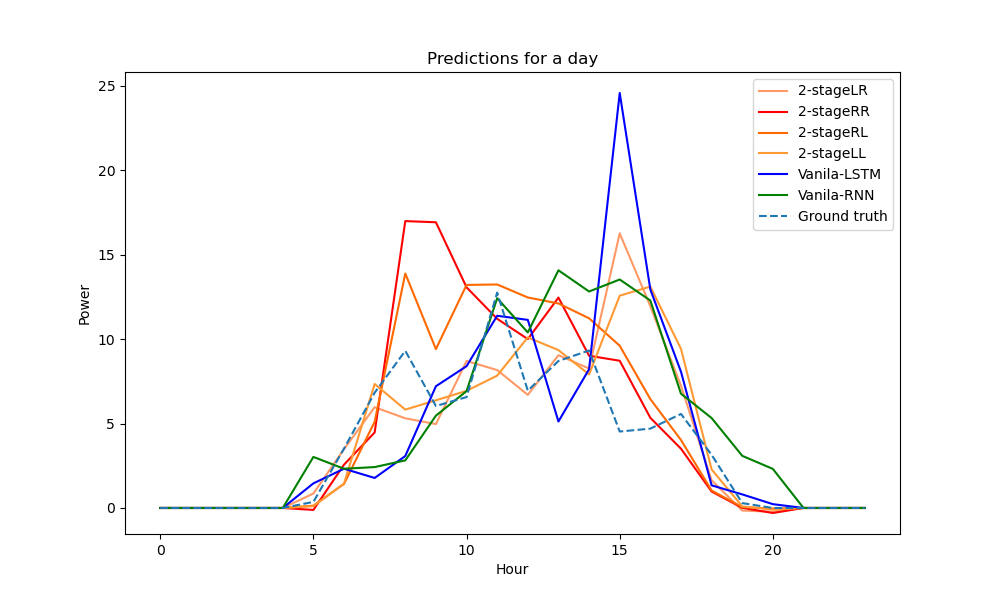 Predictions for a day
25
20
15
10
5
0
Power
0 5 10 15 20
Hour
2-stageLR
2-stageRR
2-stageRL
2-stageLL
Vanila-LSTM
Vanila-RNN
Ground truth